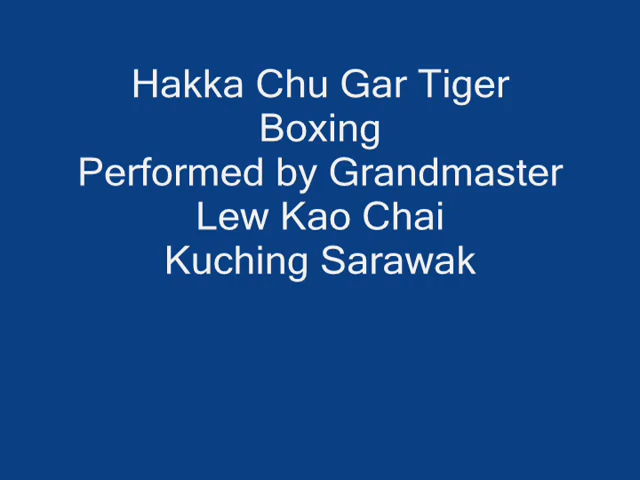 Hakka Chu Gar Tiger
Boxing
Performed by Grandmaster
Lew Kao Chai
Kuching Sarawak